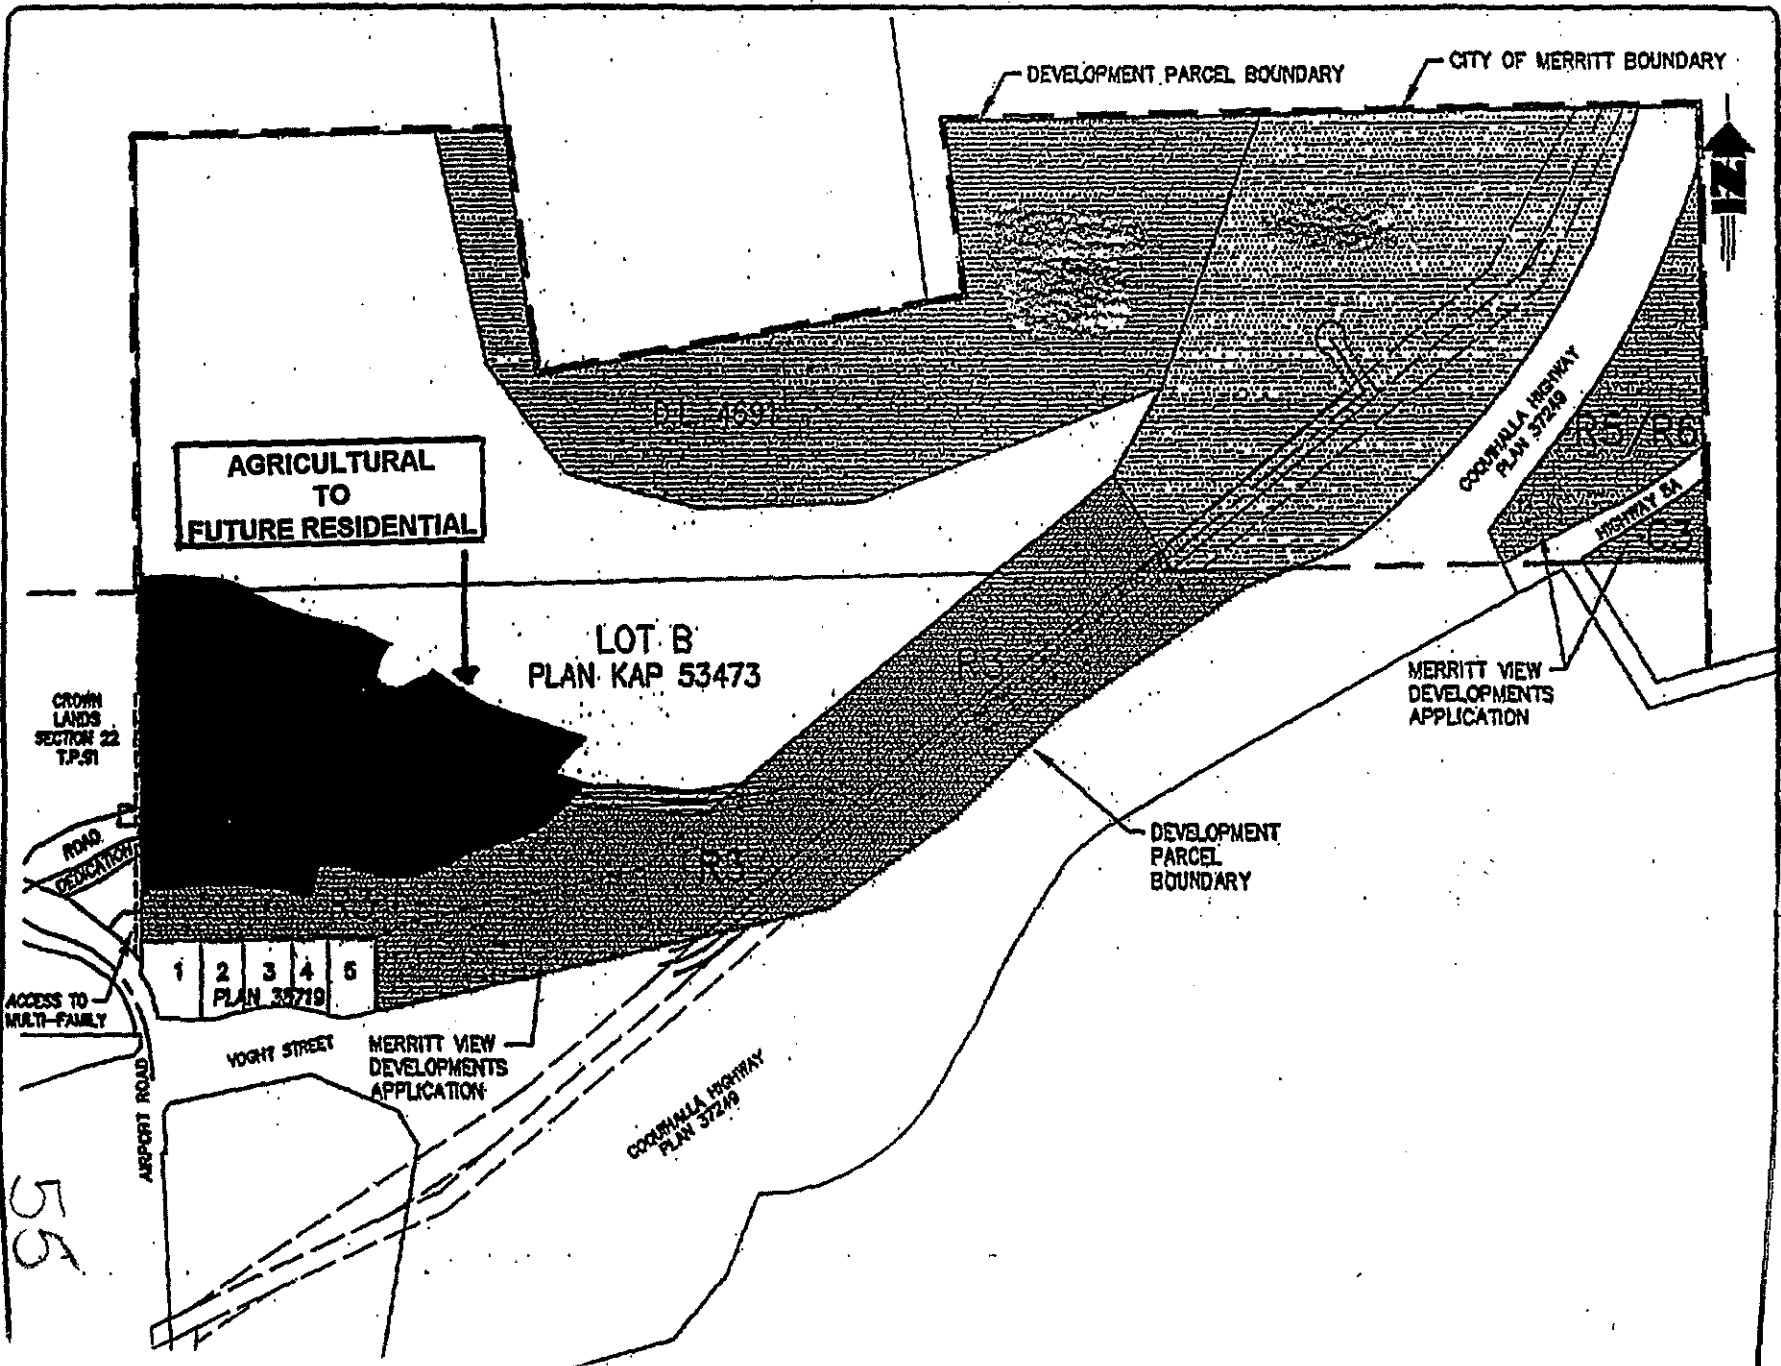 DEVELOPMENT PARCEL BOUNDARY
CITY OF MERRITT BOUNDARY
N
D.L. 4691
AGRICULTURAL
TO
FUTURE RESIDENTIAL
COQUIHALLA HIGHWAY
PLAN 37249
R5/R6
HIGHWAY 5A
C3
LOT B
PLAN KAP 53473
R3
MERRITT VIEW
DEVELOPMENTS
APPLICATION
CROWN
LANDS
SECTION 22
T.P.91
ROAD
DEDICATION
DEVELOPMENT
PARCEL
BOUNDARY
1 2 3 4 5
PLAN 35719
ACCESS TO
MULTI-FAMILY
VOGHT STREET
MERRITT VIEW
DEVELOPMENTS
APPLICATION
AIRPORT ROAD
COQUIHALLA HIGHWAY
PLAN 37249
55